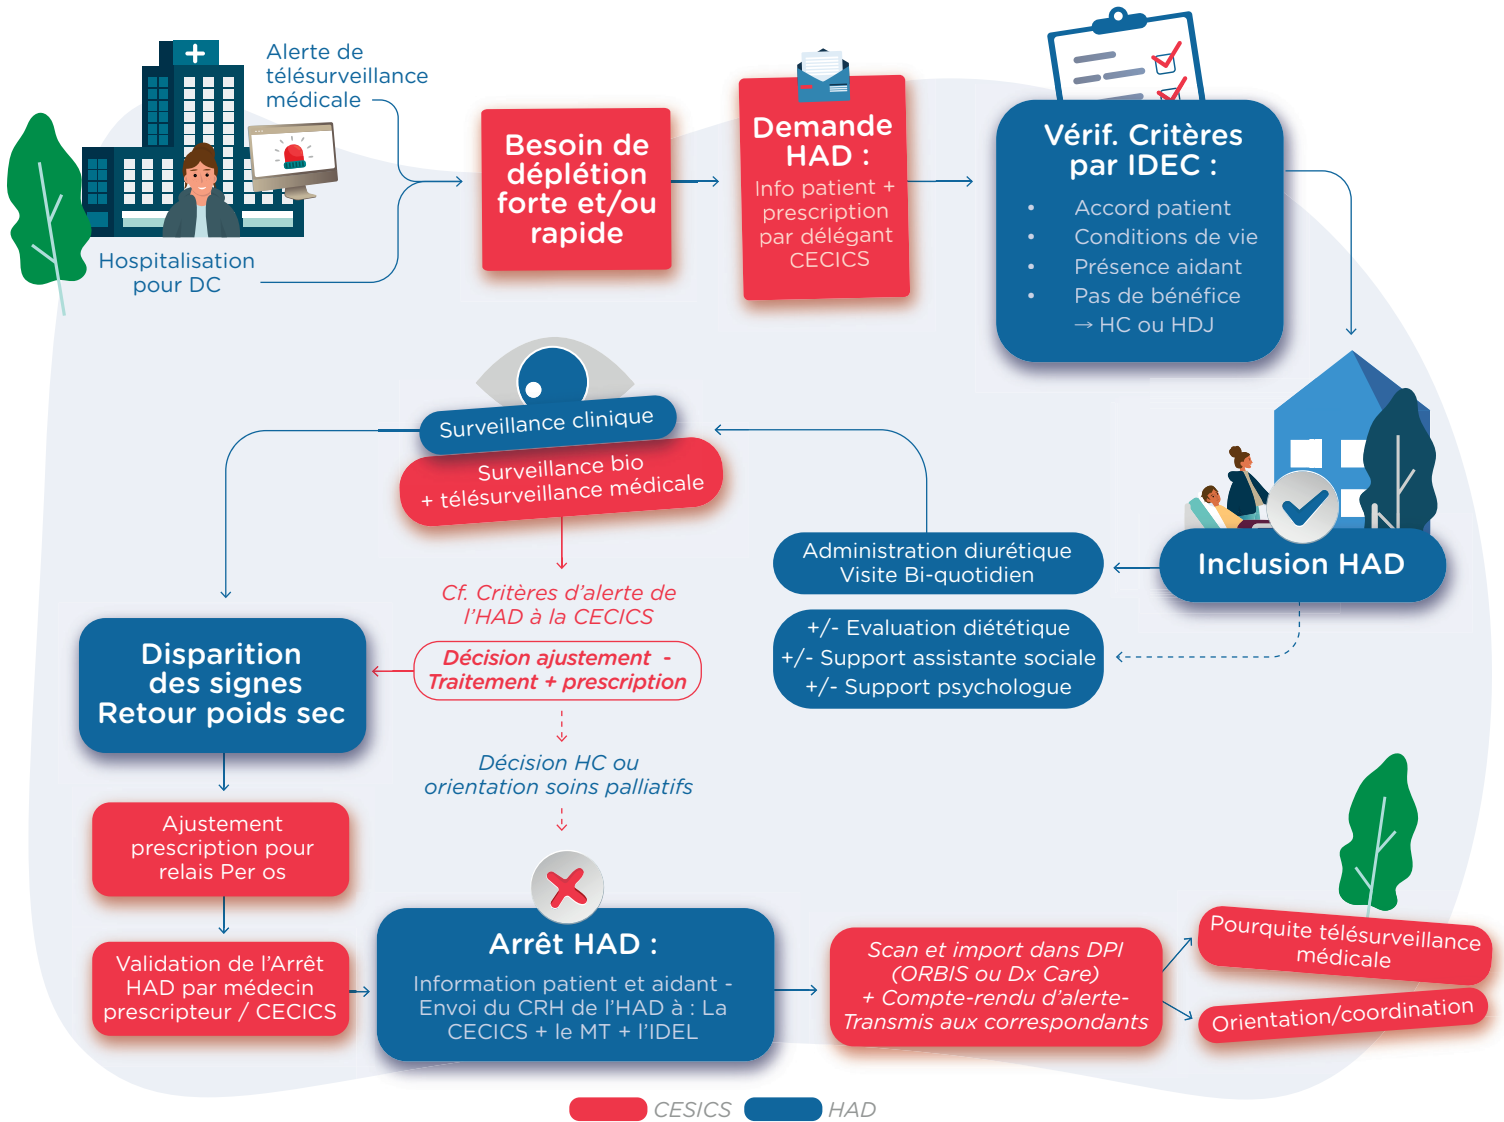 Alerte de
télésurveillance
médicale
Hospitalisation
pour DC
Besoin de
déplétion
forte et/ou
rapide
Demande
HAD :
Info patient +
prescription
par délégant
CECICS
Vérif. Critères
par IDEC :
• Accord patient
• Conditions de vie
• Présence aidant
• Pas de bénéfice
→ HC ou HDJ
Inclusion HAD
Administration diurétique
Visite Bi-quotidien
+/- Evaluation diététique
+/- Support assistante sociale
+/- Support psychologue
Surveillance clinique
Surveillance bio
+ télésurveillance médicale
Cf. Critères d’alerte de
l’HAD à la CECICS
Décision ajustement -
Traitement + prescription
Décision HC ou
orientation soins palliatifs
Disparition
des signes
Retour poids sec
Ajustement
prescription pour
relais Per os
Validation de l’Arrêt
HAD par médecin
prescripteur / CECICS
Arrêt HAD :
Information patient et aidant -
Envoi du CRH de l’HAD à : La
CECICS + le MT + l’IDEL
Scan et import dans DPI
(ORBIS ou Dx Care)
+ Compte-rendu d’alerte-
Transmis aux correspondants
Pourquite télésurveillance
médicale
Orientation/coordination
CESICS
HAD